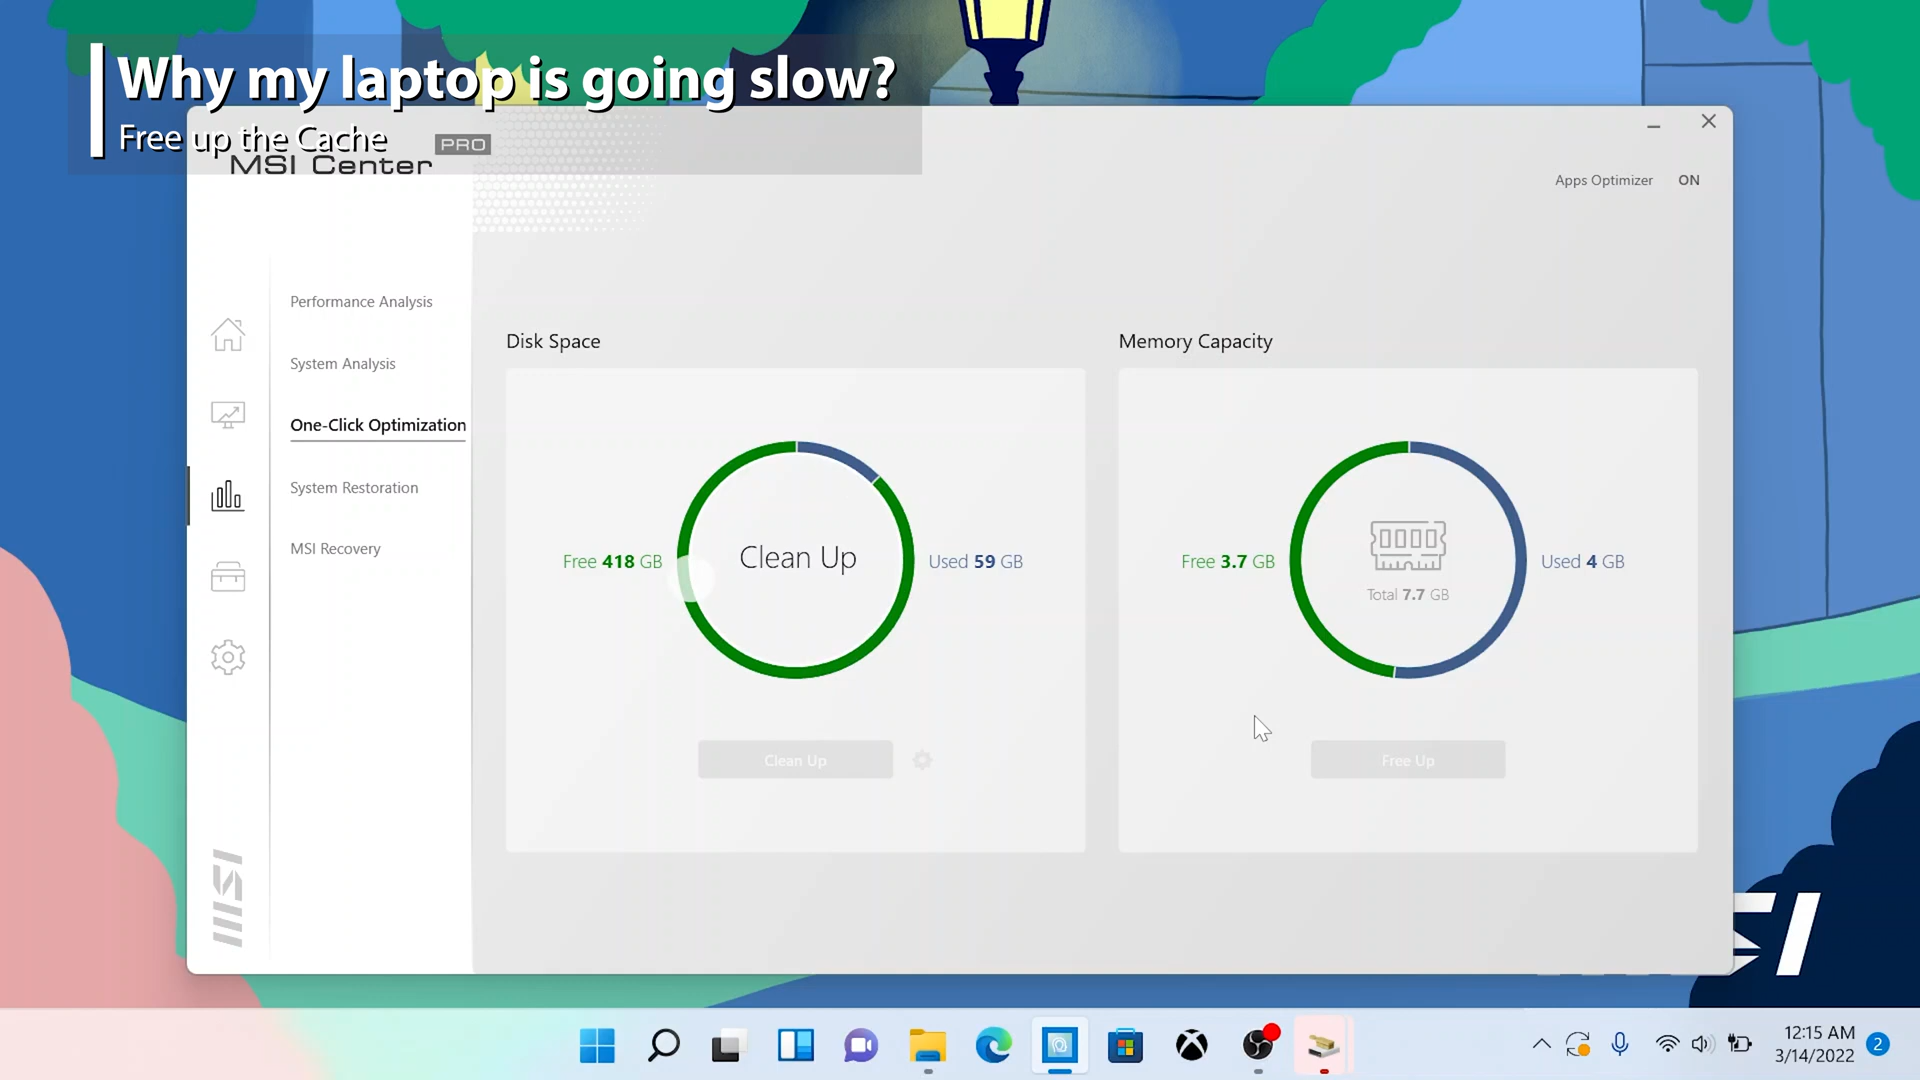 Why my laptop is going slow?
Free up the Cache
MSI Center PRO
Apps Optimizer ON
Performance Analysis
System Analysis
One-Click Optimization
System Restoration
MSI Recovery
Disk Space
Free 418 GB
Clean Up
Used 59 GB
Clean Up
Memory Capacity
Free 3.7 GB
Total 7.7 GB
Used 4 GB
Free Up
msi
SI
12:15 AM
3/14/2022
2